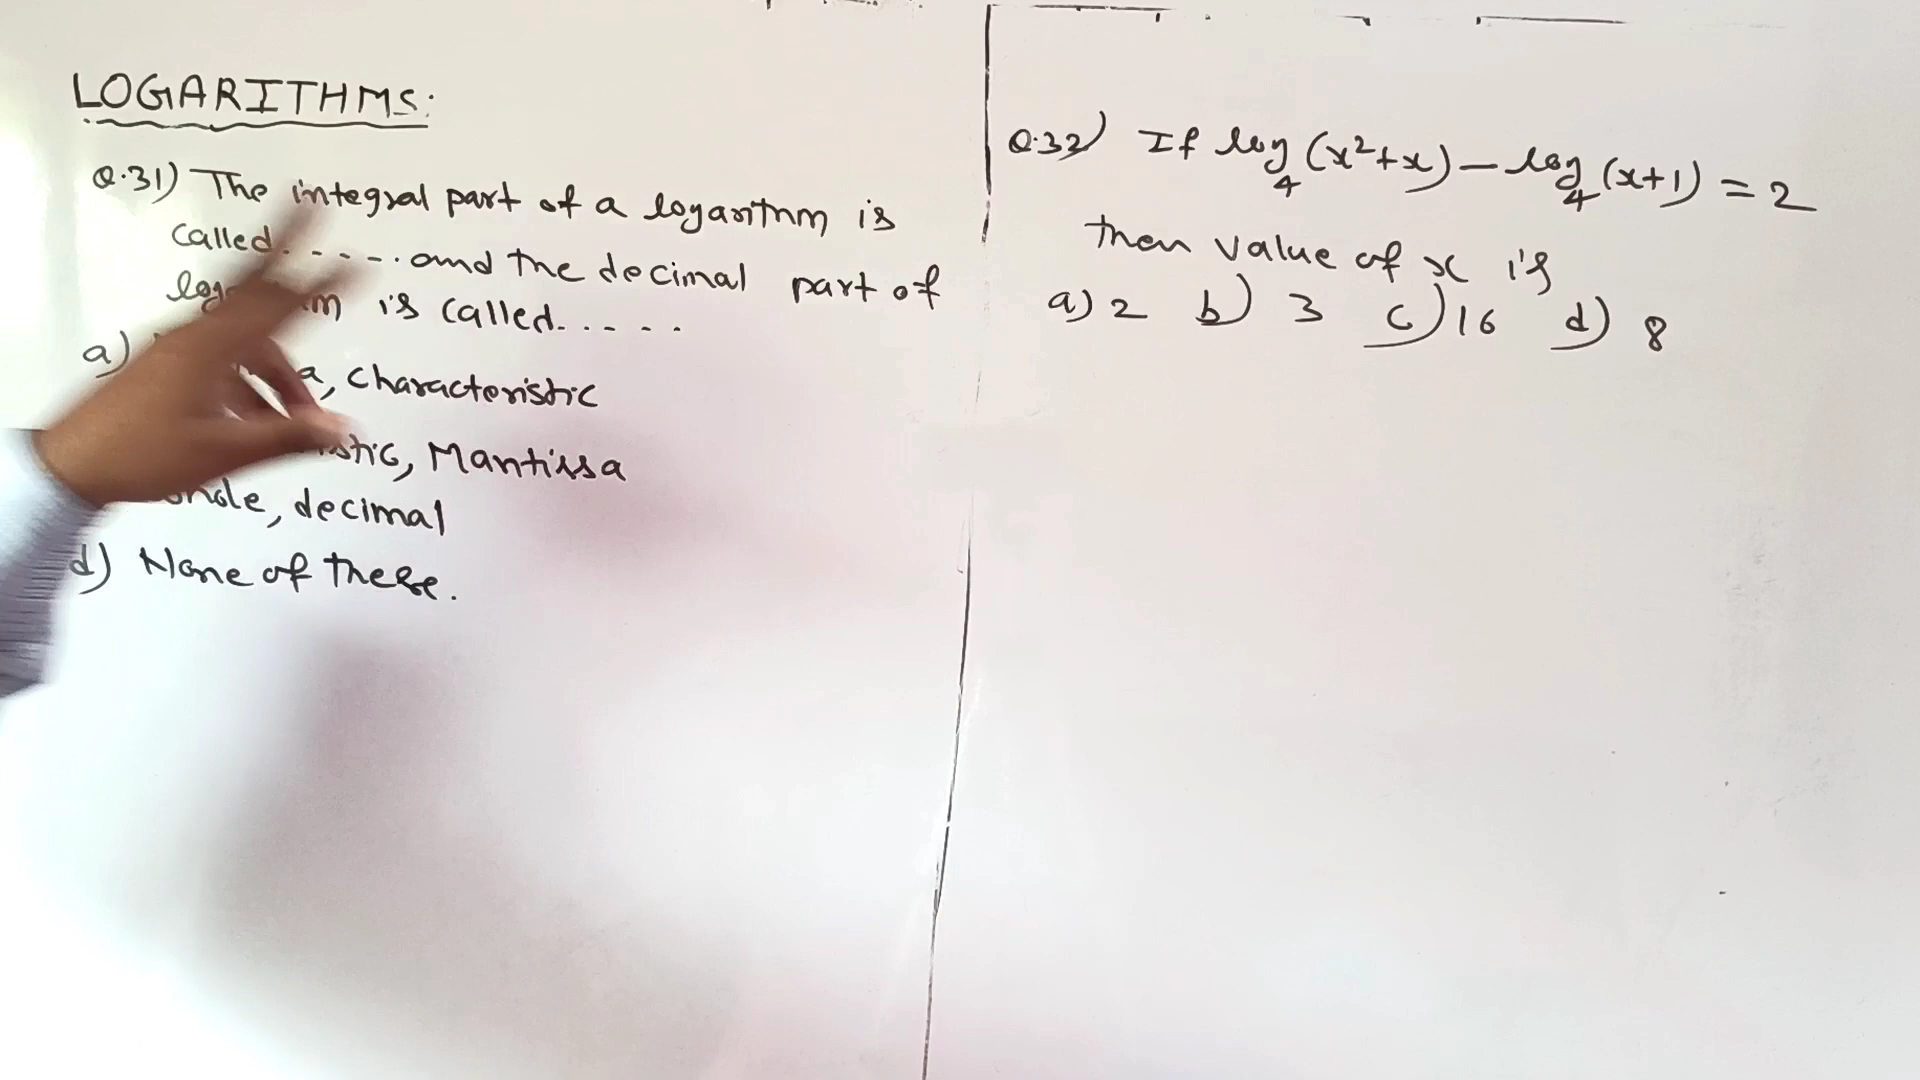 LOGARITHMS:
Q.31) The integral part of a logarithm is
called. . . . . . and the decimal part of
is called. . . . .
a) characteristic
Mantissa
decimal
d) None of these.
Q.32) If log₄(x²+x) − log₄(x+1) = 2
then value of x is
a) 2 b) 3 c) 16 d) 8